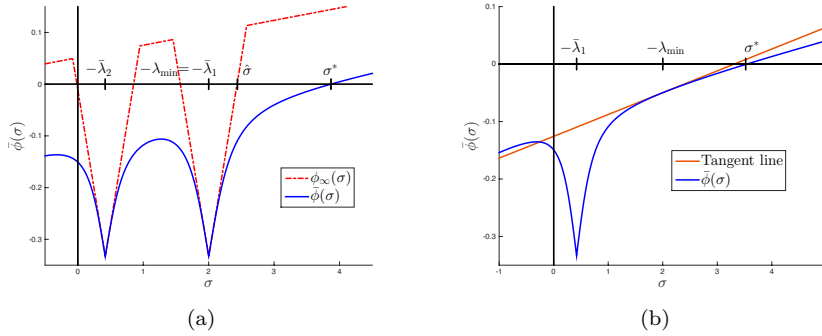 0.1
0
-0.1
-0.2
-0.3
0 1 2 3 4
σ
φ̄(σ)
-λ̄₂ -λ_min = -λ̄₁ σ̂ σ*
φ_∞(σ)
φ̄(σ)
(a)
0.1
0
-0.1
-0.2
-0.3
-1 0 1 2 3 4
σ
φ̄(σ)
-λ̄₁ -λ_min σ*
Tangent line
φ̄(σ)
(b)